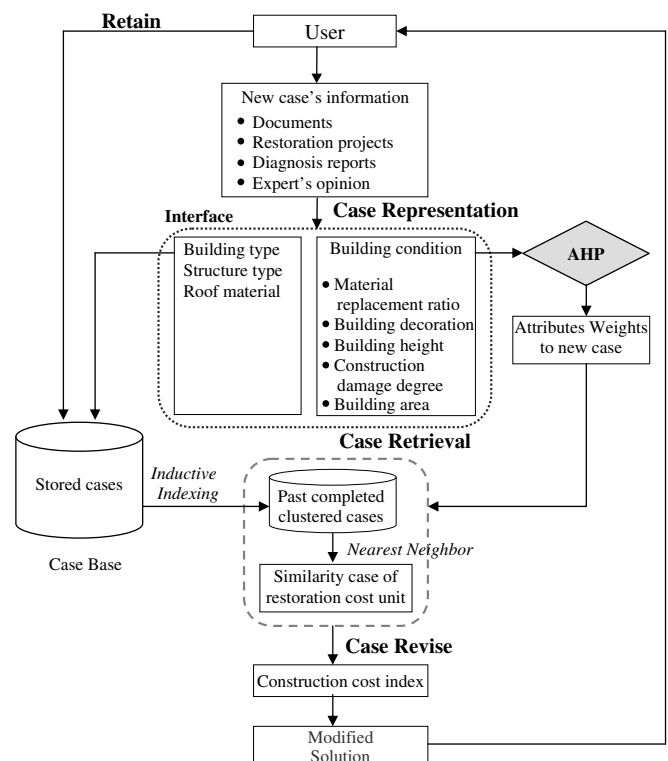 Retain
User
New case's information
● Documents
● Restoration projects
● Diagnosis reports
● Expert's opinion
Interface
Case Representation
Building type
Structure type
Roof material
Building condition
● Material
replacement ratio
● Building decoration
● Building height
● Construction
damage degree
● Building area
AHP
Attributes Weights
to new case
Case Retrieval
Stored cases
Inductive
Indexing
Past completed
clustered cases
Nearest Neighbor
Case Base
Similarity case of
restoration cost unit
Case Revise
Construction cost index
Modified
Solution